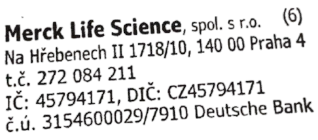 Merck Life Science, spol. s r.o. (6)
Na Hřebenech II 1718/10, 140 00 Praha 4
t.č. 272 084 211
IČ: 45794171, DIČ: CZ45794171
č.ú. 3154600029/7910 Deutsche Bank